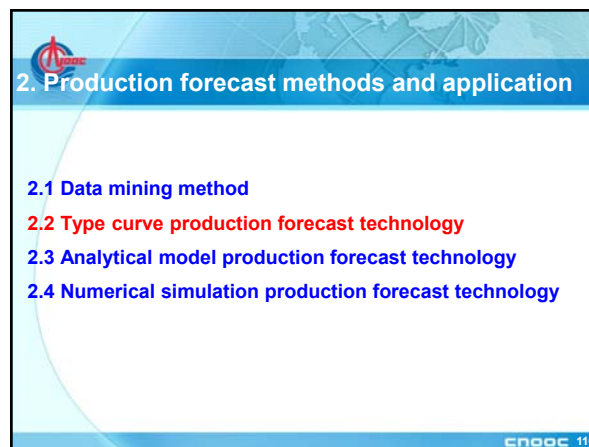 2. Production forecast methods and application
2.1 Data mining method
2.2 Type curve production forecast technology
2.3 Analytical model production forecast technology
2.4 Numerical simulation production forecast technology
CNOOC 11